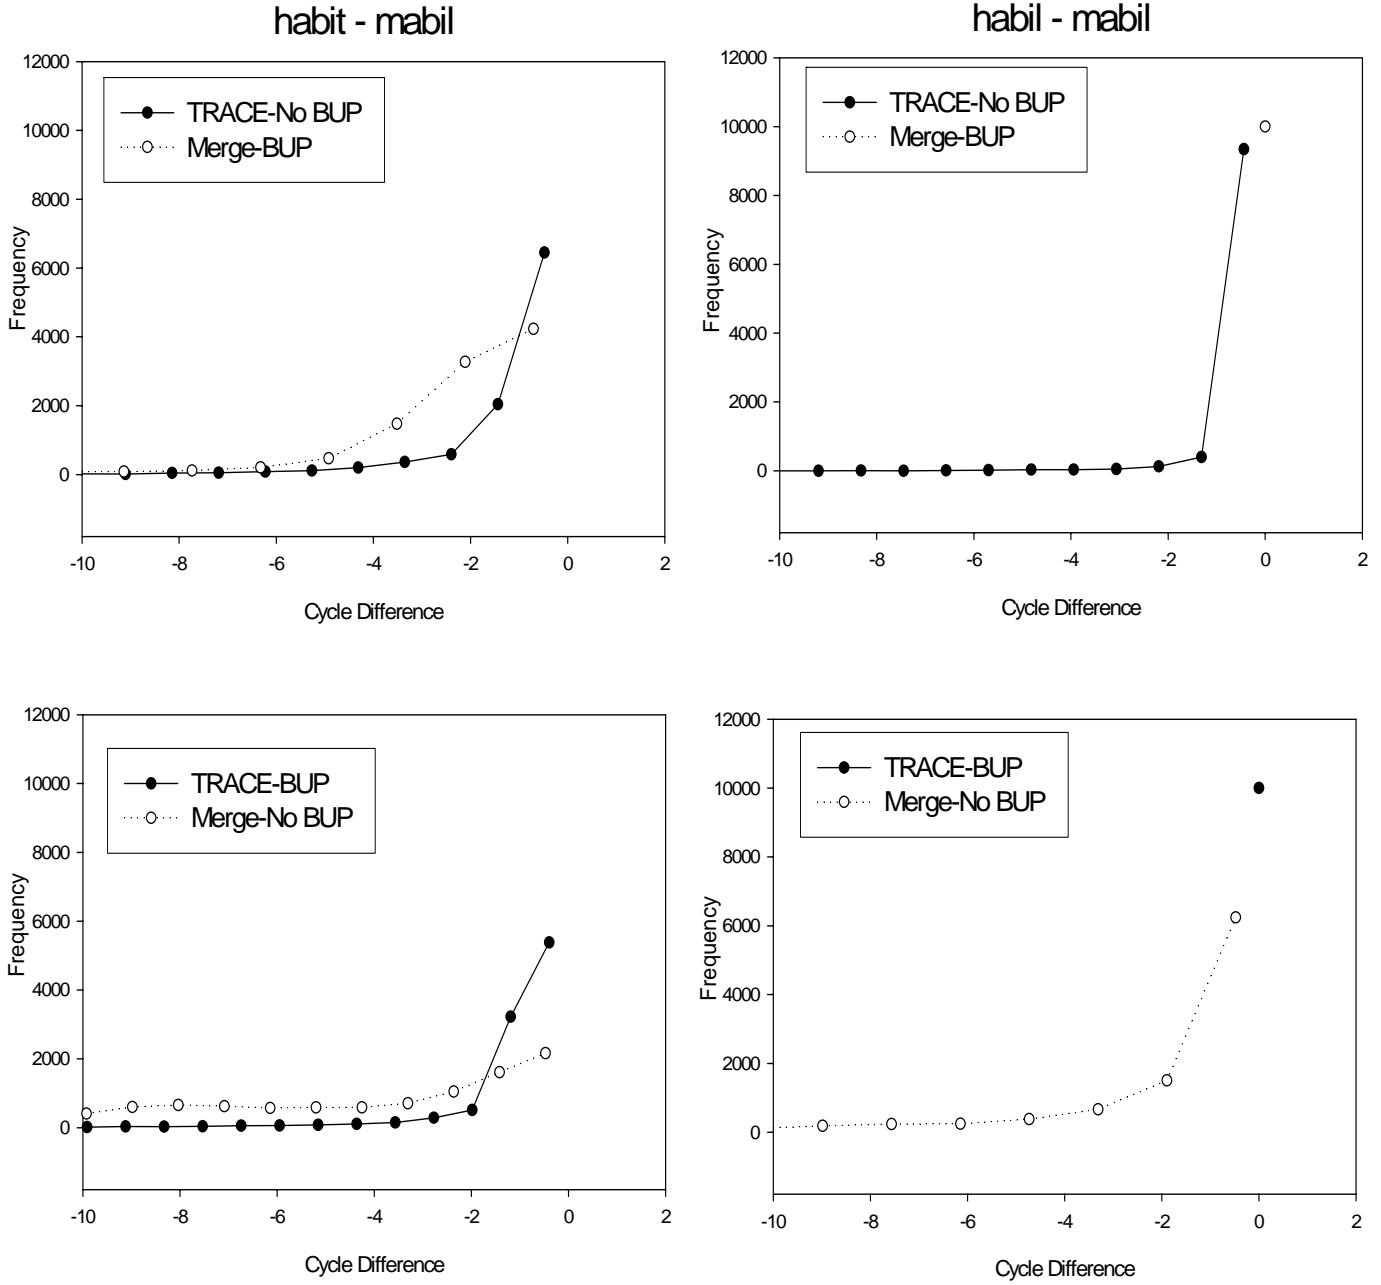 habit - mabil
12000
10000
8000
6000
4000
2000
0
Frequency
TRACE-No BUP
Merge-BUP
-10 -8 -6 -4 -2 0 2
Cycle Difference
habil - mabil
12000
10000
8000
6000
4000
2000
0
Frequency
TRACE-No BUP
Merge-BUP
-10 -8 -6 -4 -2 0 2
Cycle Difference
12000
10000
8000
6000
4000
2000
0
Frequency
TRACE-BUP
Merge-No BUP
-10 -8 -6 -4 -2 0 2
Cycle Difference
12000
10000
8000
6000
4000
2000
0
Frequency
TRACE-BUP
Merge-No BUP
-10 -8 -6 -4 -2 0 2
Cycle Difference